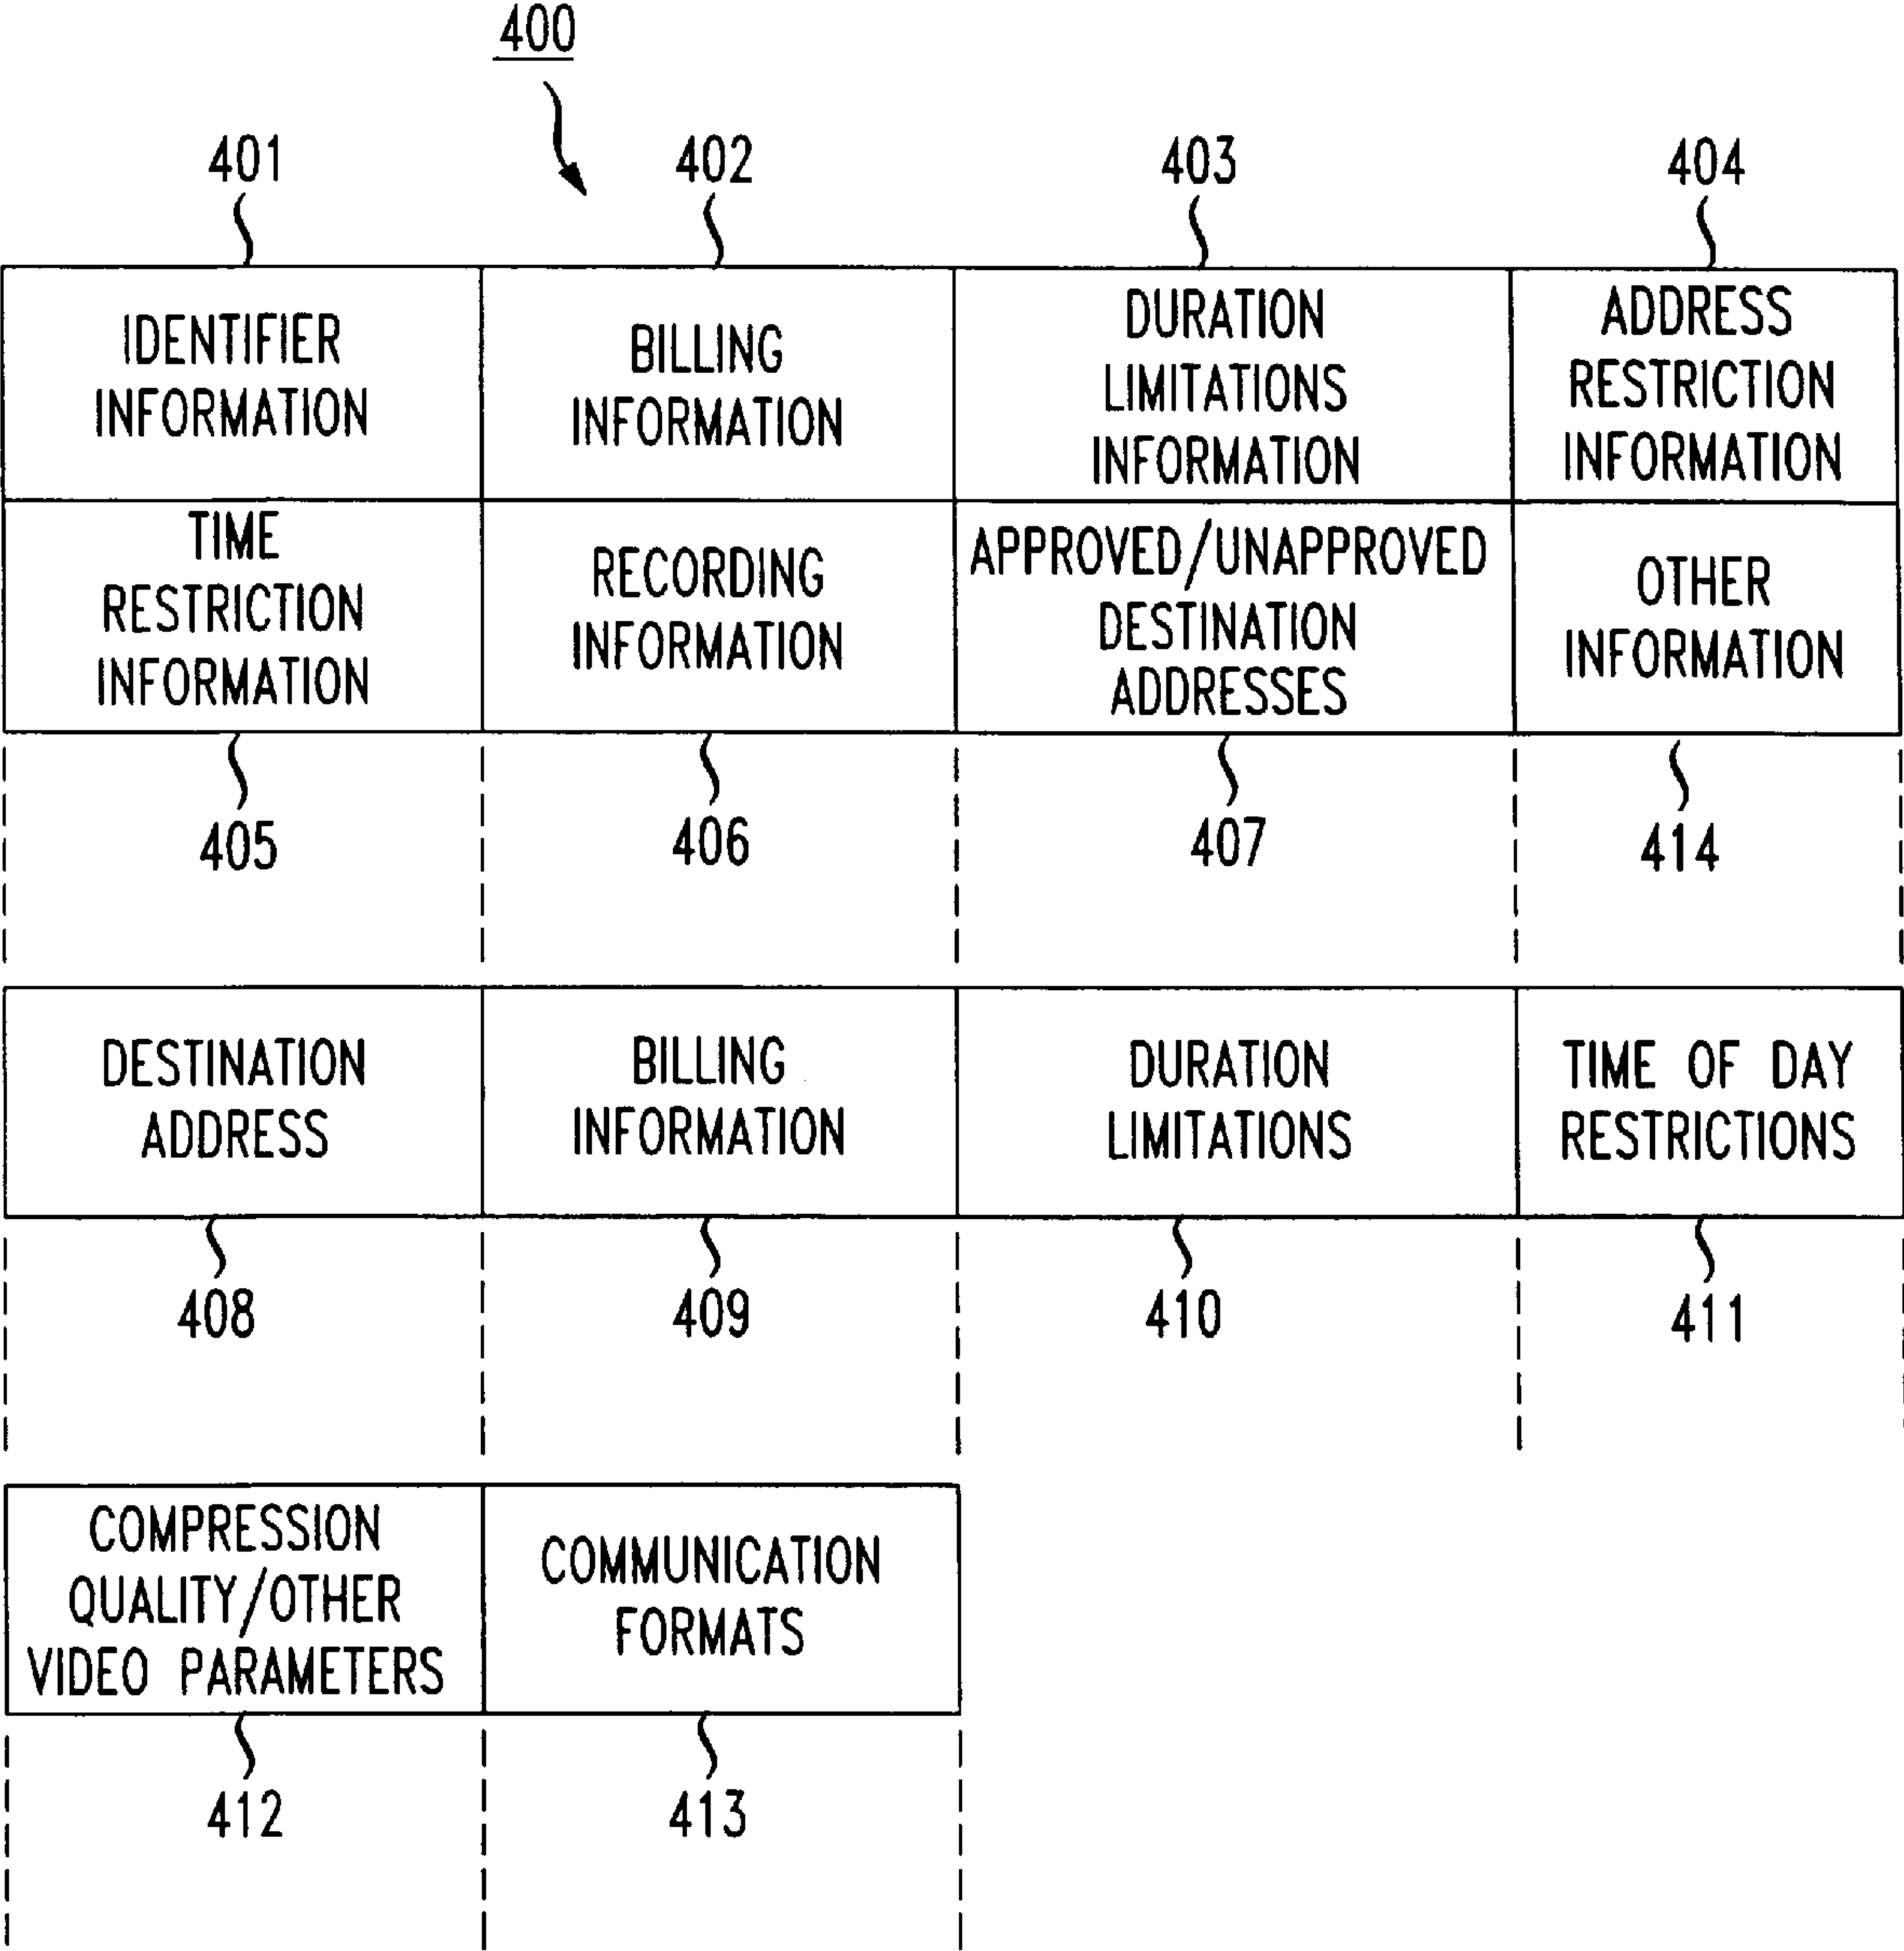 400
401 402 403 404
IDENTIFIER
INFORMATION
BILLING
INFORMATION
DURATION
LIMITATIONS
INFORMATION
ADDRESS
RESTRICTION
INFORMATION
TIME
RESTRICTION
INFORMATION
RECORDING
INFORMATION
APPROVED/UNAPPROVED
DESTINATION
ADDRESSES
OTHER
INFORMATION
405 406 407 414
DESTINATION
ADDRESS
BILLING
INFORMATION
DURATION
LIMITATIONS
TIME OF DAY
RESTRICTIONS
408 409 410 411
COMPRESSION
QUALITY/OTHER
VIDEO PARAMETERS
COMMUNICATION
FORMATS
412 413